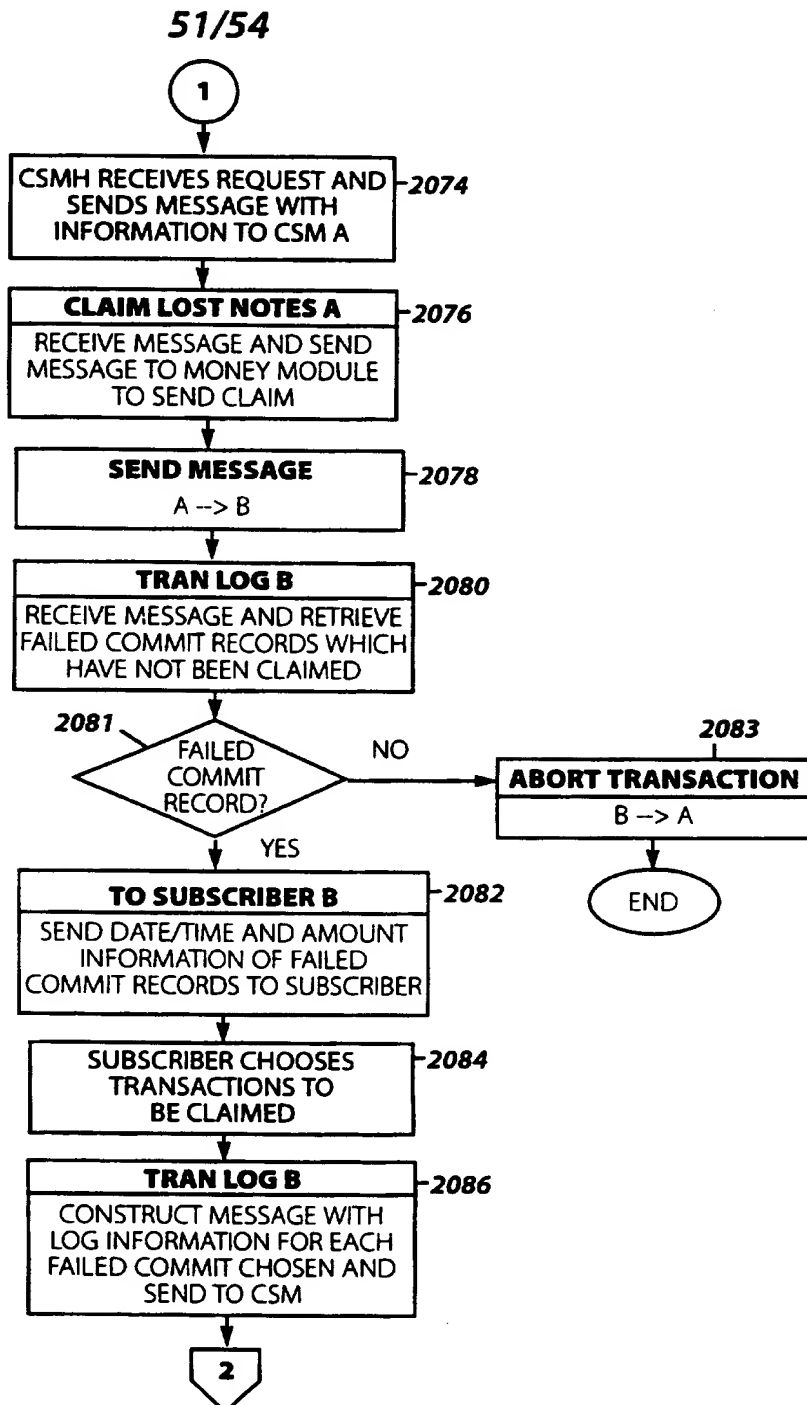 51/54
1
CSMH RECEIVES REQUEST AND
SENDS MESSAGE WITH
INFORMATION TO CSM A
2074
CLAIM LOST NOTES A
2076
RECEIVE MESSAGE AND SEND
MESSAGE TO MONEY MODULE
TO SEND CLAIM
SEND MESSAGE
2078
A --> B
TRAN LOG B
2080
RECEIVE MESSAGE AND RETRIEVE
FAILED COMMIT RECORDS WHICH
HAVE NOT BEEN CLAIMED
2081
FAILED
COMMIT
RECORD?
NO
YES
2083
ABORT TRANSACTION
B --> A
END
TO SUBSCRIBER B
2082
SEND DATE/TIME AND AMOUNT
INFORMATION OF FAILED
COMMIT RECORDS TO SUBSCRIBER
SUBSCRIBER CHOOSES
TRANSACTIONS TO
BE CLAIMED
2084
TRAN LOG B
2086
CONSTRUCT MESSAGE WITH
LOG INFORMATION FOR EACH
FAILED COMMIT CHOSEN AND
SEND TO CSM
2